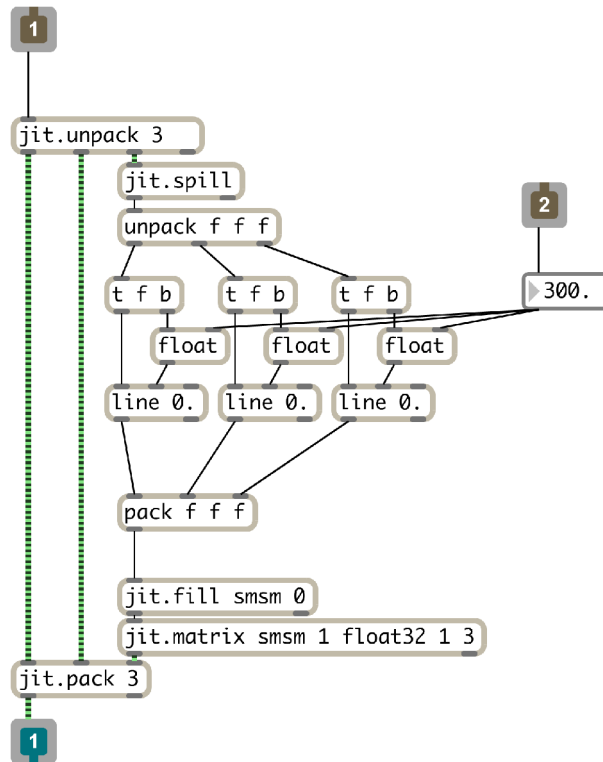 1
jit.unpack 3
jit.spill
2
unpack f f f
300.
t f b
t f b
t f b
float
float
float
line 0.
line 0.
line 0.
pack f f f
jit.fill smsm 0
jit.matrix smsm 1 float32 1 3
jit.pack 3
1